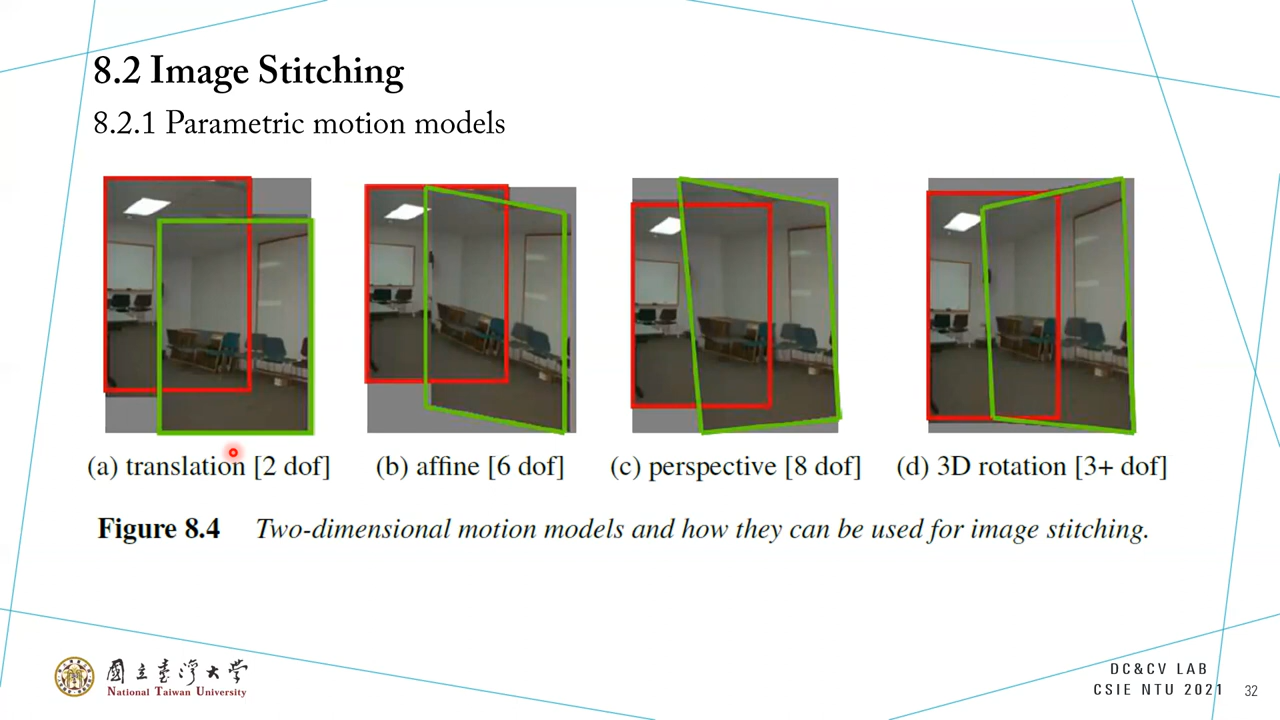 8.2 Image Stitching
8.2.1 Parametric motion models
(a) translation [2 dof]
(b) affine [6 dof]
(c) perspective [8 dof]
(d) 3D rotation [3+ dof]
Figure 8.4 Two-dimensional motion models and how they can be used for image stitching.
國立臺灣大學
National Taiwan University
DC&CV LAB
CSIE NTU 2021
32